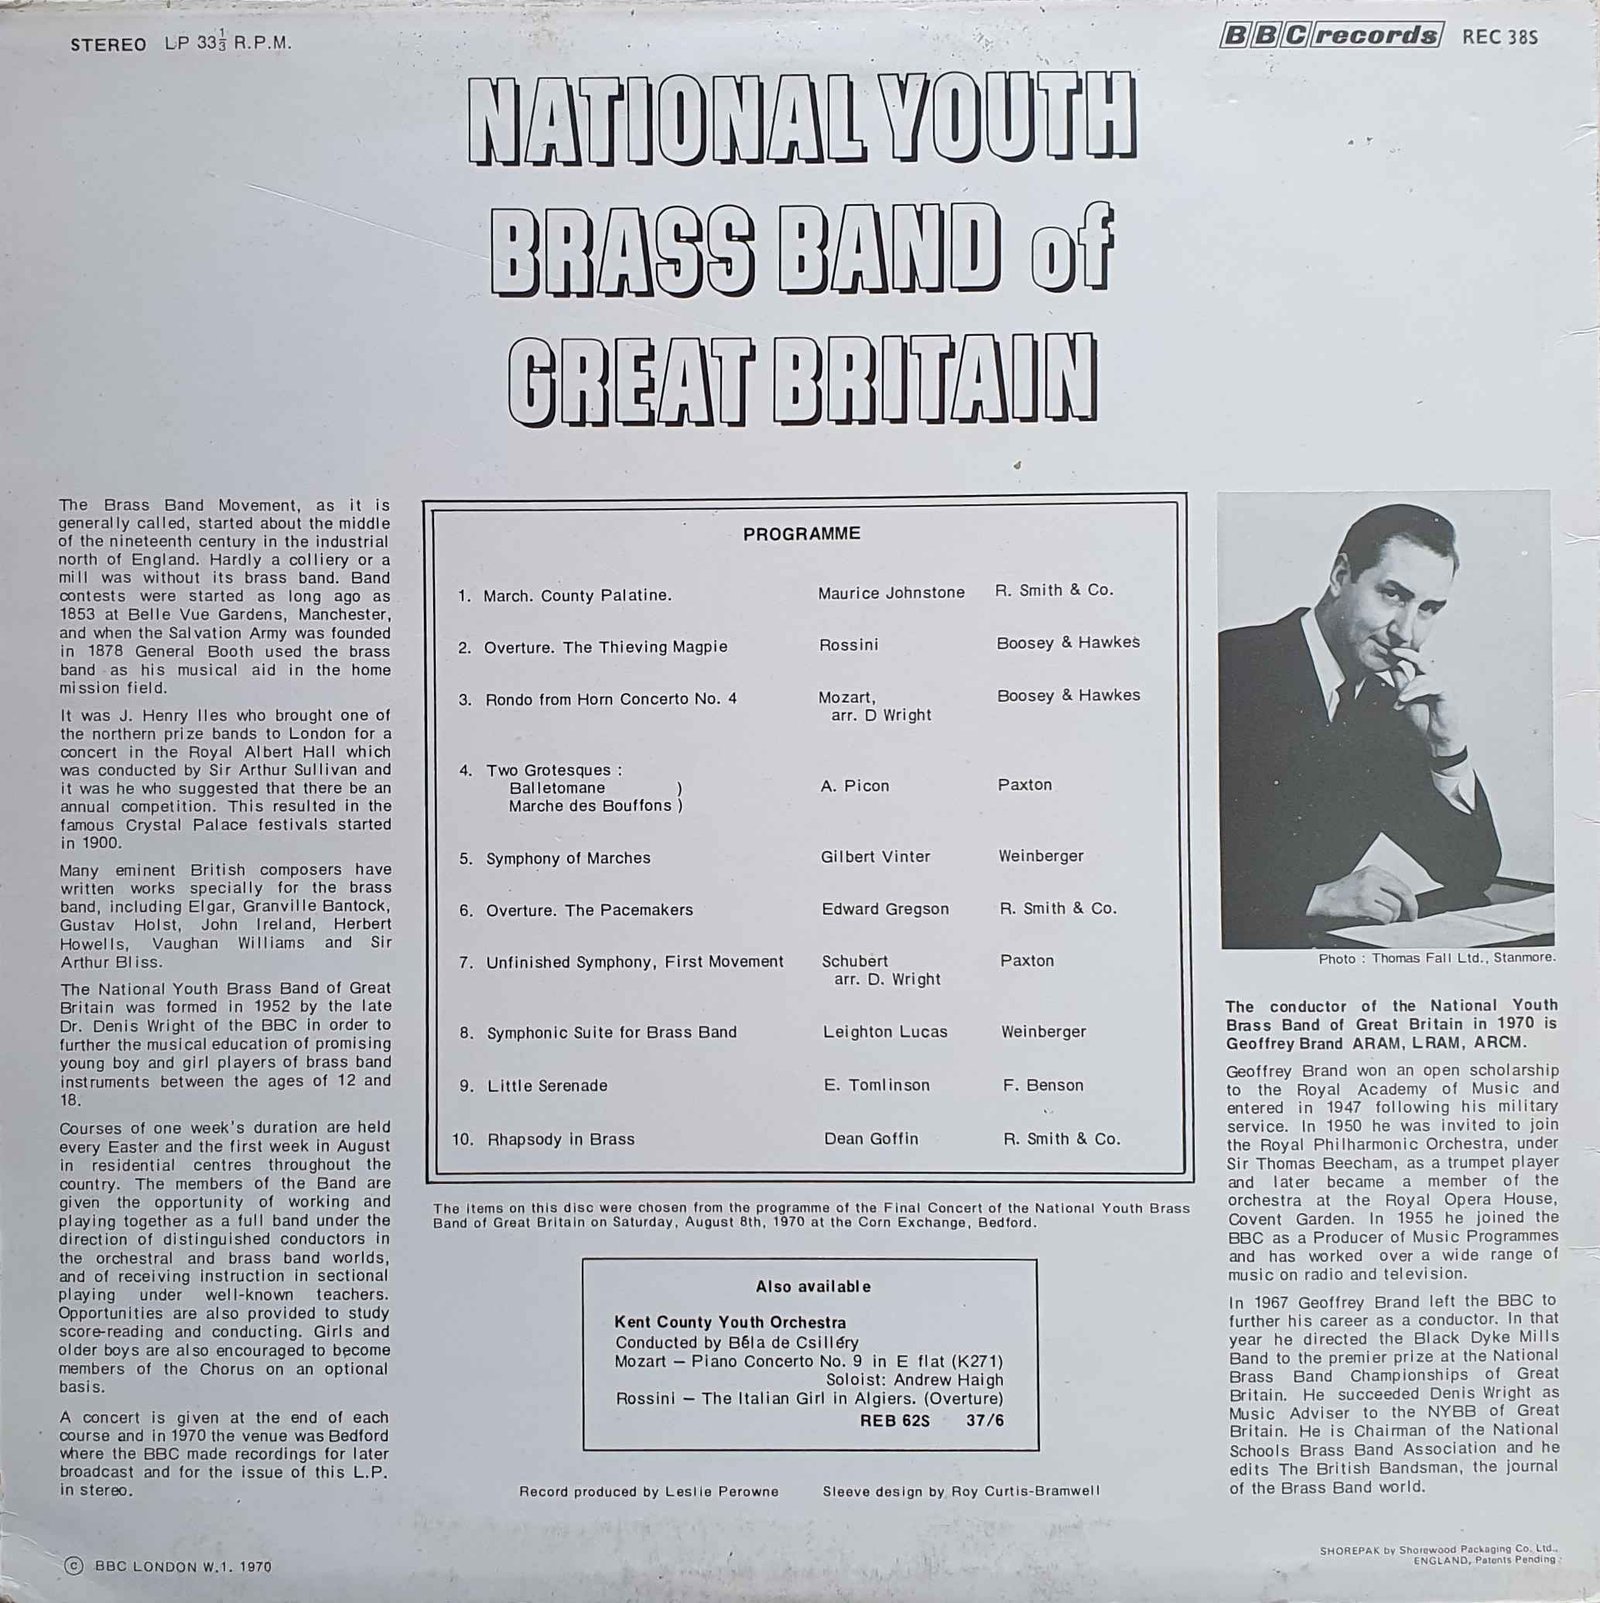 STEREO LP 33⅓ R.P.M.
BBC records REC 38S
NATIONAL YOUTH
BRASS BAND of
GREAT BRITAIN
The Brass Band Movement, as it is
generally called, started about the middle
of the nineteenth century in the industrial
north of England. Hardly a colliery or a
mill was without its brass band. Band
contests were started as long ago as
1853 at Belle Vue Gardens, Manchester,
and when the Salvation Army was founded
in 1878 General Booth used the brass
band as his musical aid in the home
mission field.
It was J. Henry Iles who brought one of
the northern prize bands to London for a
concert in the Royal Albert Hall which
was conducted by Sir Arthur Sullivan and
it was he who suggested that there be an
annual competition. This resulted in the
famous Crystal Palace festivals started
in 1900.
Many eminent British composers have
written works specially for the brass
band, including Elgar, Granville Bantock,
Gustav Holst, John Ireland, Herbert
Howells, Vaughan Williams and Sir
Arthur Bliss.
The National Youth Brass Band of Great
Britain was formed in 1952 by the late
Dr. Denis Wright of the BBC in order to
further the musical education of promising
young boy and girl players of brass band
instruments between the ages of 12 and
18.
Courses of one week's duration are held
every Easter and the first week in August
in residential centres throughout the
country. The members of the Band are
given the opportunity of working and
playing together as a full band under the
direction of distinguished conductors in
the orchestral and brass band worlds,
and of receiving instruction in sectional
playing under well-known teachers.
Opportunities are also provided to study
score-reading and conducting. Girls and
older boys are also encouraged to become
members of the Chorus on an optional
basis.
A concert is given at the end of each
course and in 1970 the venue was Bedford
where the BBC made recordings for later
broadcast and for the issue of this L.P.
in stereo.
PROGRAMME
1. March. County Palatine. Maurice Johnstone R. Smith & Co.
2. Overture. The Thieving Magpie Rossini Boosey & Hawkes
3. Rondo from Horn Concerto No. 4 Mozart, Boosey & Hawkes
arr. D Wright
4. Two Grotesques :
Balletomane )
A. Picon Paxton
Marche des Bouffons )
5. Symphony of Marches Gilbert Vinter Weinberger
6. Overture. The Pacemakers Edward Gregson R. Smith & Co.
7. Unfinished Symphony, First Movement Schubert Paxton
arr. D. Wright
8. Symphonic Suite for Brass Band Leighton Lucas Weinberger
9. Little Serenade E. Tomlinson F. Benson
10. Rhapsody in Brass Dean Goffin R. Smith & Co.
The items on this disc were chosen from the programme of the Final Concert of the National Youth Brass
Band of Great Britain on Saturday, August 8th, 1970 at the Corn Exchange, Bedford.
Also available
Kent County Youth Orchestra
Conducted by Béla de Csilléry
Mozart – Piano Concerto No. 9 in E flat (K271)
Soloist: Andrew Haigh
Rossini – The Italian Girl in Algiers. (Overture)
REB 62S 37/6
Record produced by Leslie Perowne Sleeve design by Roy Curtis-Bramwell
Photo : Thomas Fall Ltd., Stanmore.
The conductor of the National Youth
Brass Band of Great Britain in 1970 is
Geoffrey Brand ARAM, LRAM, ARCM.
Geoffrey Brand won an open scholarship
to the Royal Academy of Music and
entered in 1947 following his military
service. In 1950 he was invited to join
the Royal Philharmonic Orchestra, under
Sir Thomas Beecham, as a trumpet player
and later became a member of the
orchestra at the Royal Opera House,
Covent Garden. In 1955 he joined the
BBC as a Producer of Music Programmes
and has worked over a wide range of
music on radio and television.
In 1967 Geoffrey Brand left the BBC to
further his career as a conductor. In that
year he directed the Black Dyke Mills
Band to the premier prize at the National
Brass Band Championships of Great
Britain. He succeeded Denis Wright as
Music Adviser to the NYBB of Great
Britain. He is Chairman of the National
Schools Brass Band Association and he
edits The British Bandsman, the journal
of the Brass Band world.
© BBC LONDON W.1. 1970
SHOREPAK by Shorewood Packaging Co. Ltd.,
ENGLAND, Patents Pending